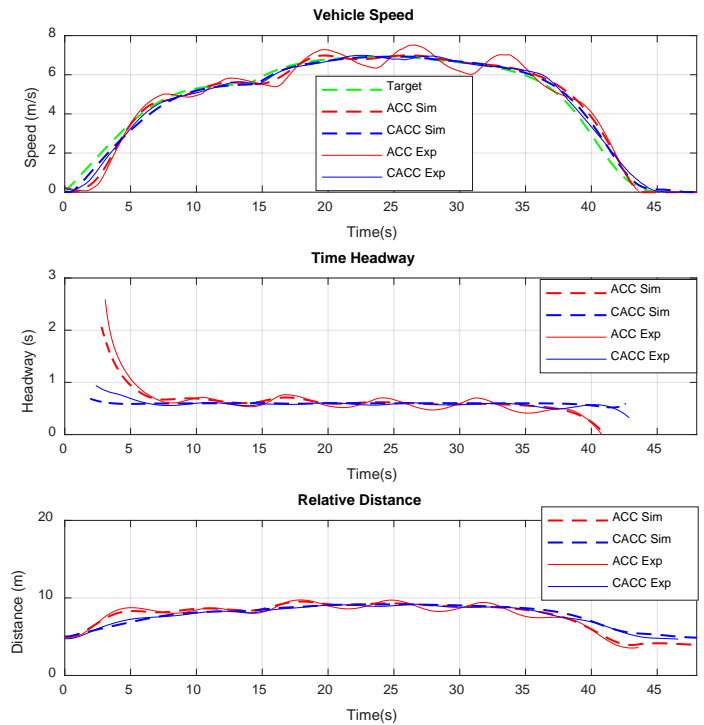 Vehicle Speed
8
6
4
2
0
Speed (m/s)
Target
ACC Sim
CACC Sim
ACC Exp
CACC Exp
0 5 10 15 20 25 30 35 40 45
Time(s)
Time Headway
3
2
1
0
Headway (s)
ACC Sim
CACC Sim
ACC Exp
CACC Exp
0 5 10 15 20 25 30 35 40 45
Time(s)
Relative Distance
20
10
0
Distance (m)
ACC Sim
CACC Sim
ACC Exp
CACC Exp
0 5 10 15 20 25 30 35 40 45
Time(s)